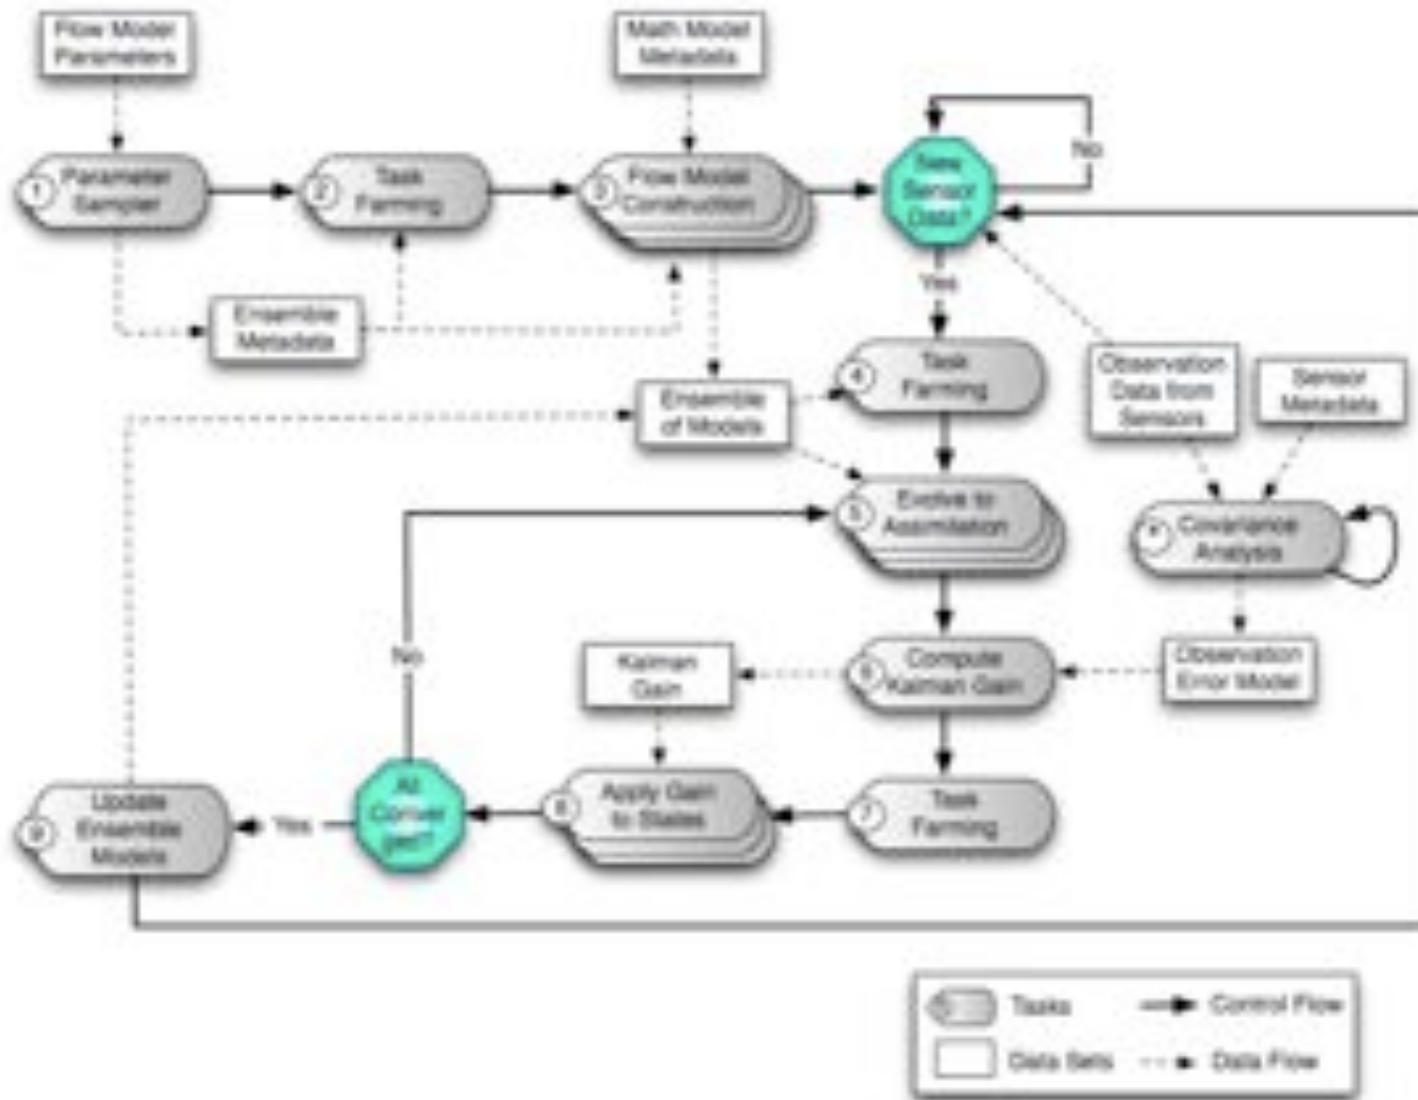 Flow Model
Parameters
Math Model
Metadata
1
Parameter
Sampler
2
Task
Farming
3
Flow Model
Construction
New
Sensor
Data?
No
Yes
Ensemble
Metadata
Ensemble
of Models
4
Task
Farming
Observation
Data from
Sensors
Sensor
Metadata
5
Evolve to
Assimilation
*
Covariance
Analysis
No
Kalman
Gain
6
Compute
Kalman Gain
Observation
Error Model
9
Update
Ensemble
Models
Yes
All
Conver
ged?
8
Apply Gain
to States
7
Task
Farming
Tasks
Control Flow
Data Sets
Data Flow